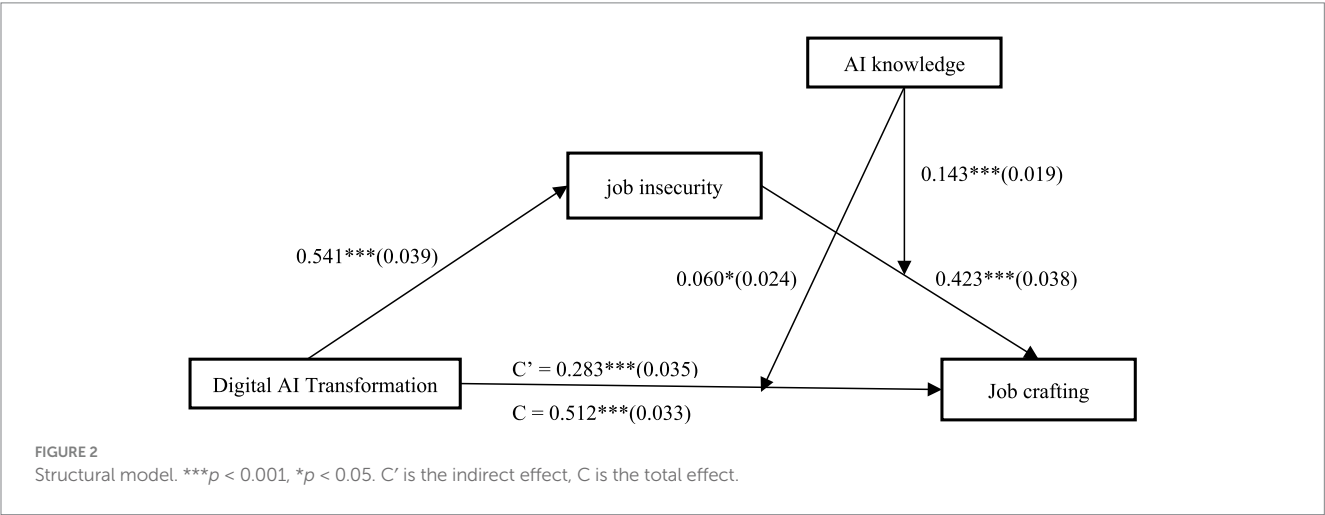 AI knowledge
job insecurity
0.143***(0.019)
0.541***(0.039)
0.060*(0.024)
0.423***(0.038)
C’ = 0.283***(0.035)
Digital AI Transformation
Job crafting
C = 0.512***(0.033)
FIGURE 2
Structural model. ***p < 0.001, *p < 0.05. C′ is the indirect effect, C is the total effect.